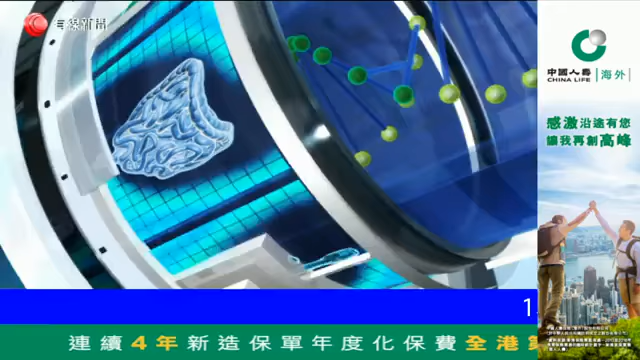 有線新聞
中國人壽
CHINA LIFE
海外
感激沿途有您
讓我再創高峰
1
連續4年新造保單年度化保費全港第